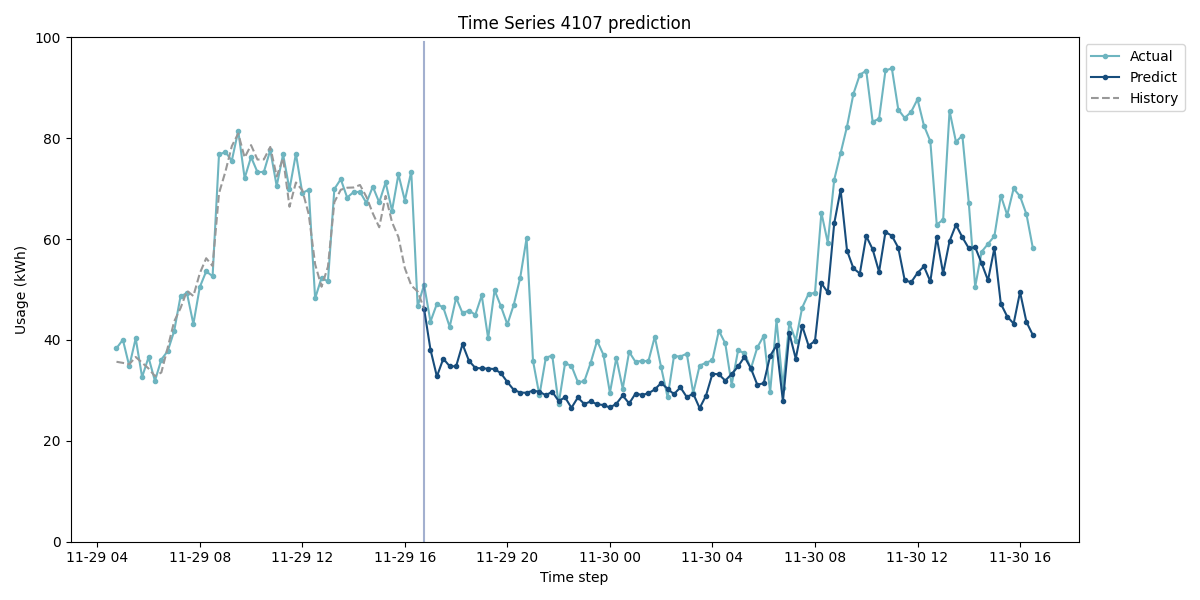 Time Series 4107 prediction
100
80
60
40
20
0
Usage (kWh)
11-29 04
11-29 08
11-29 12
11-29 16
11-29 20
11-30 00
11-30 04
11-30 08
11-30 12
11-30 16
Time step
Actual
Predict
History